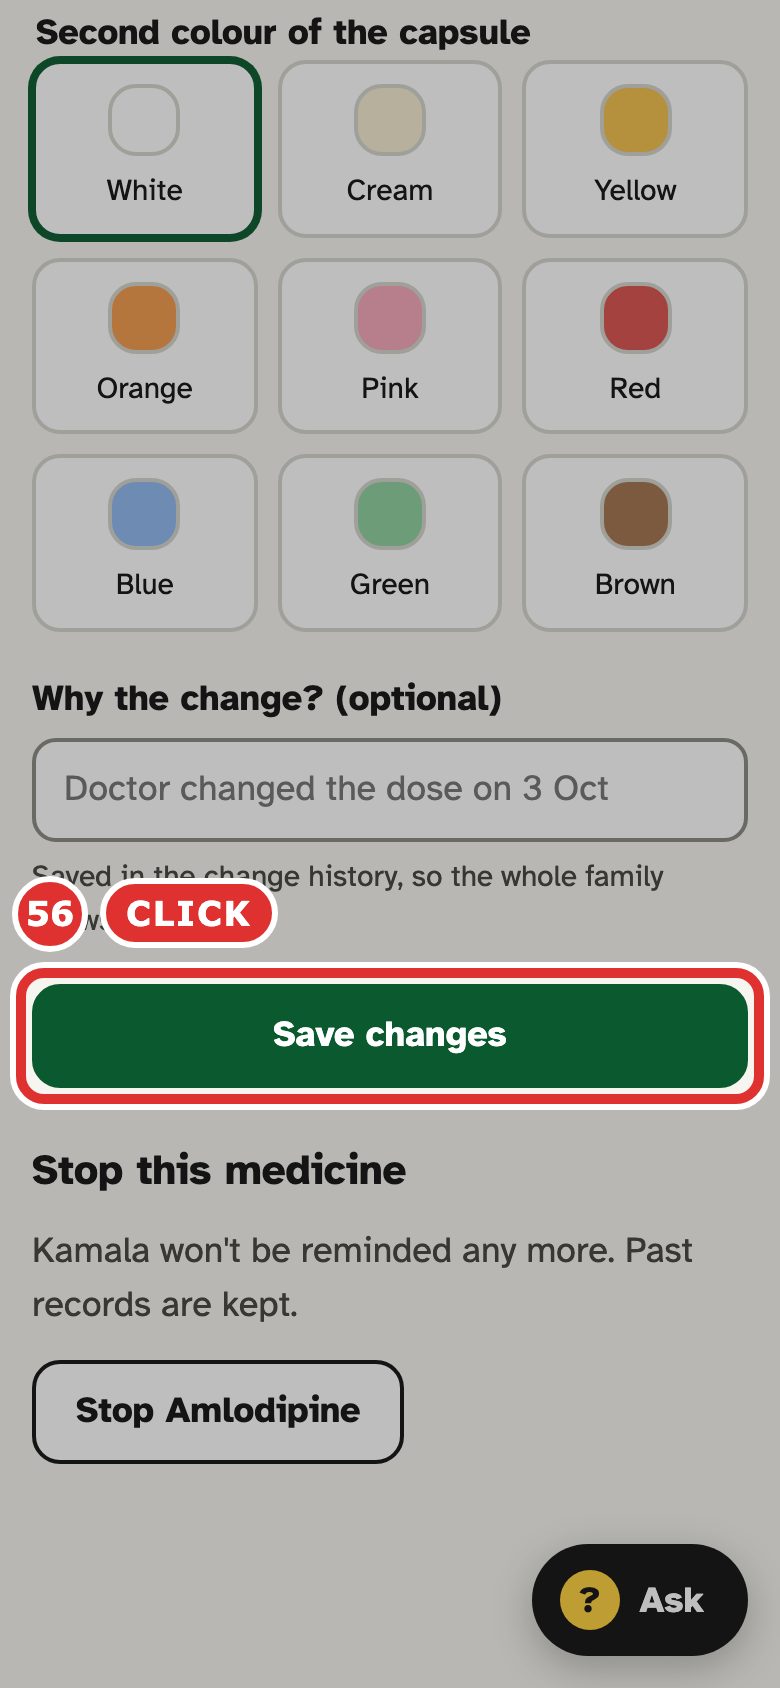 Second colour of the capsule
White
Cream
Yellow
Orange
Pink
Red
Blue
Green
Brown
Why the change? (optional)
Doctor changed the dose on 3 Oct
Saved in the change history, so the whole family
56
CLICK
Save changes
Stop this medicine
Kamala won't be reminded any more. Past
records are kept.
Stop Amlodipine
? Ask